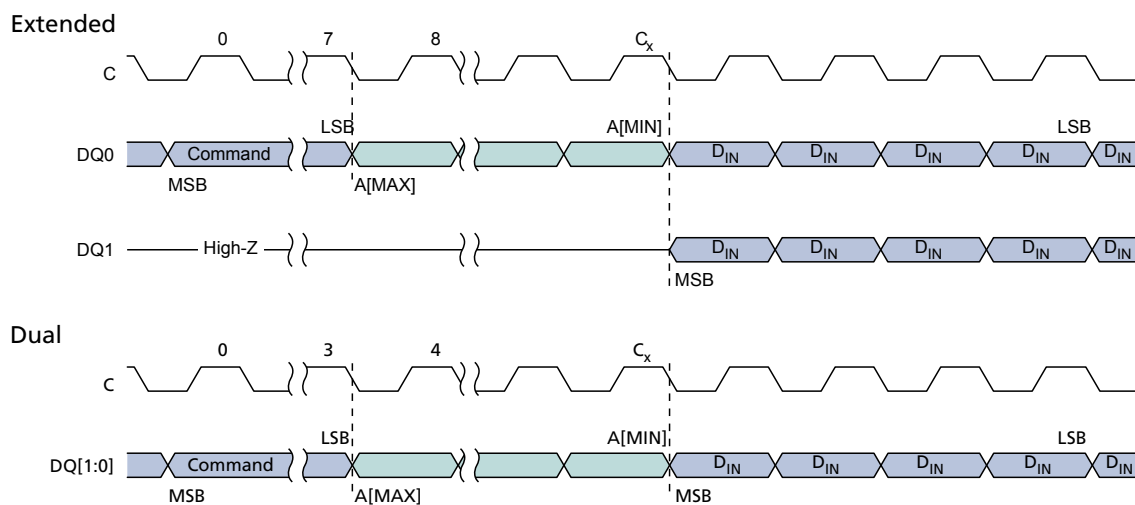 Extended
0 7 8 Cx
C
LSB A[MIN] LSB
DQ0 Command DIN DIN DIN DIN DIN
MSB A[MAX]
DQ1 High-Z DIN DIN DIN DIN DIN
MSB
Dual
0 3 4 Cx
C
LSB A[MIN] LSB
DQ[1:0] Command DIN DIN DIN DIN DIN
MSB A[MAX] MSB